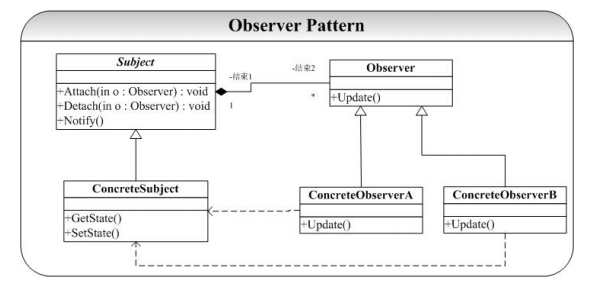 Observer Pattern
Subject
+Attach(in o : Observer) : void
+Detach(in o : Observer) : void
+Notify()
-结束1
1
-结束2
*
Observer
+Update()
ConcreteSubject
+GetState()
+SetState()
ConcreteObserverA
+Update()
ConcreteObserverB
+Update()